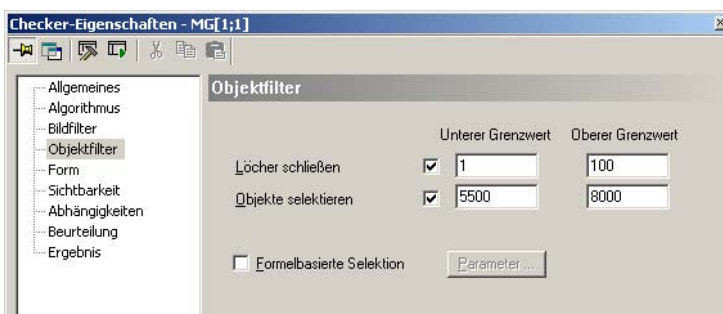 Checker-Eigenschaften - MG[1;1]
Allgemeines
Algorithmus
Bildfilter
Objektfilter
Form
Sichtbarkeit
Abhängigkeiten
Beurteilung
Ergebnis
Objektfilter
Unterer Grenzwert Oberer Grenzwert
Löcher schließen 1 100
Objekte selektieren 5500 8000
Formelbasierte Selektion Parameter ...